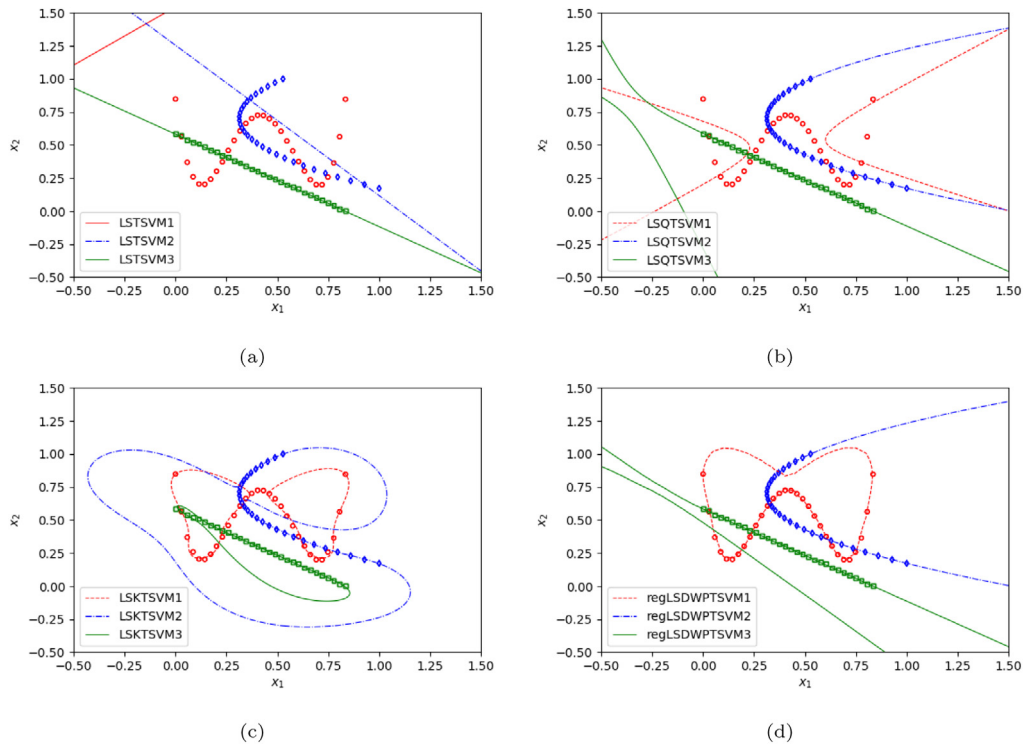 1.50
1.25
1.00
0.75
0.50
0.25
0.00
−0.25
−0.50
x₂
LSTSVM1
LSTSVM2
LSTSVM3
−0.50 −0.25 0.00 0.25 0.50 0.75 1.00 1.25 1.50
x₁
(a)
1.50
1.25
1.00
0.75
0.50
0.25
0.00
−0.25
−0.50
x₂
LSQTSVM1
LSQTSVM2
LSQTSVM3
−0.50 −0.25 0.00 0.25 0.50 0.75 1.00 1.25 1.50
x₁
(b)
1.50
1.25
1.00
0.75
0.50
0.25
0.00
−0.25
−0.50
x₂
LSKTSVM1
LSKTSVM2
LSKTSVM3
−0.50 −0.25 0.00 0.25 0.50 0.75 1.00 1.25 1.50
x₁
(c)
1.50
1.25
1.00
0.75
0.50
0.25
0.00
−0.25
−0.50
x₂
regLSDWPTSVM1
regLSDWPTSVM2
regLSDWPTSVM3
−0.50 −0.25 0.00 0.25 0.50 0.75 1.00 1.25 1.50
x₁
(d)